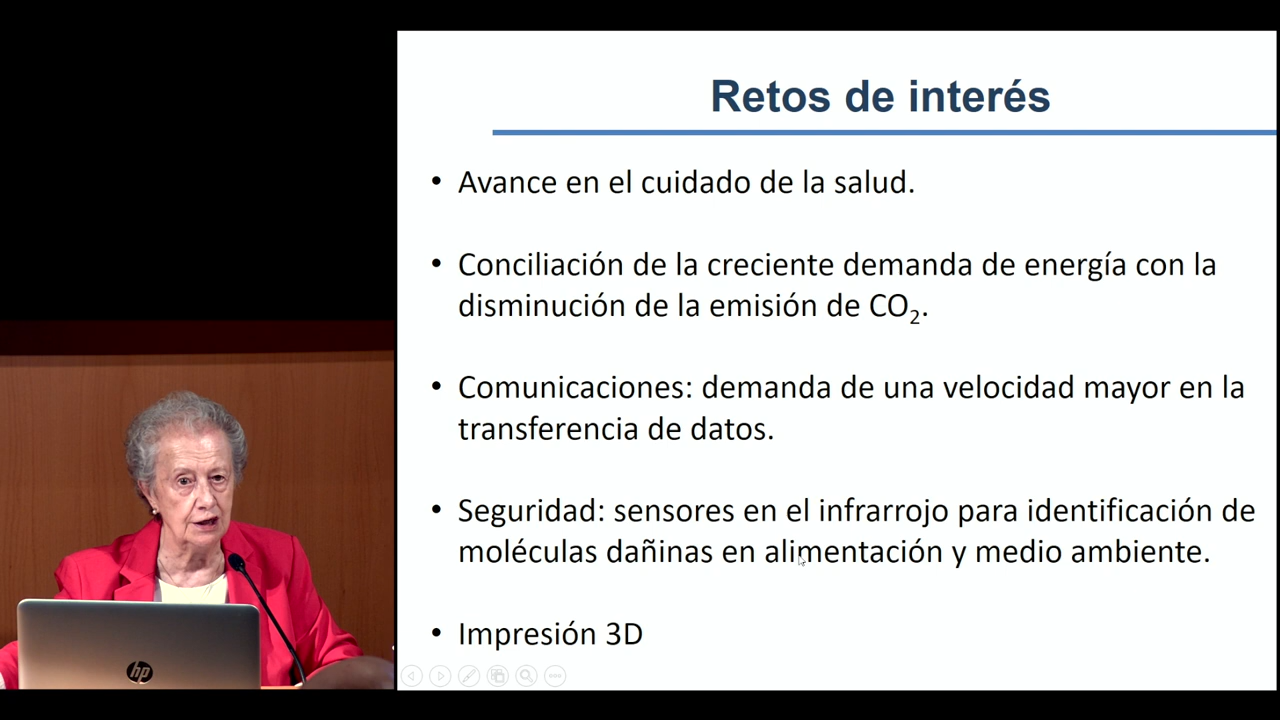 Retos de interés
• Avance en el cuidado de la salud.
• Conciliación de la creciente demanda de energía con la
disminución de la emisión de CO₂.
• Comunicaciones: demanda de una velocidad mayor en la
transferencia de datos.
• Seguridad: sensores en el infrarrojo para identificación de
moléculas dañinas en alimentación y medio ambiente.
• Impresión 3D
hp